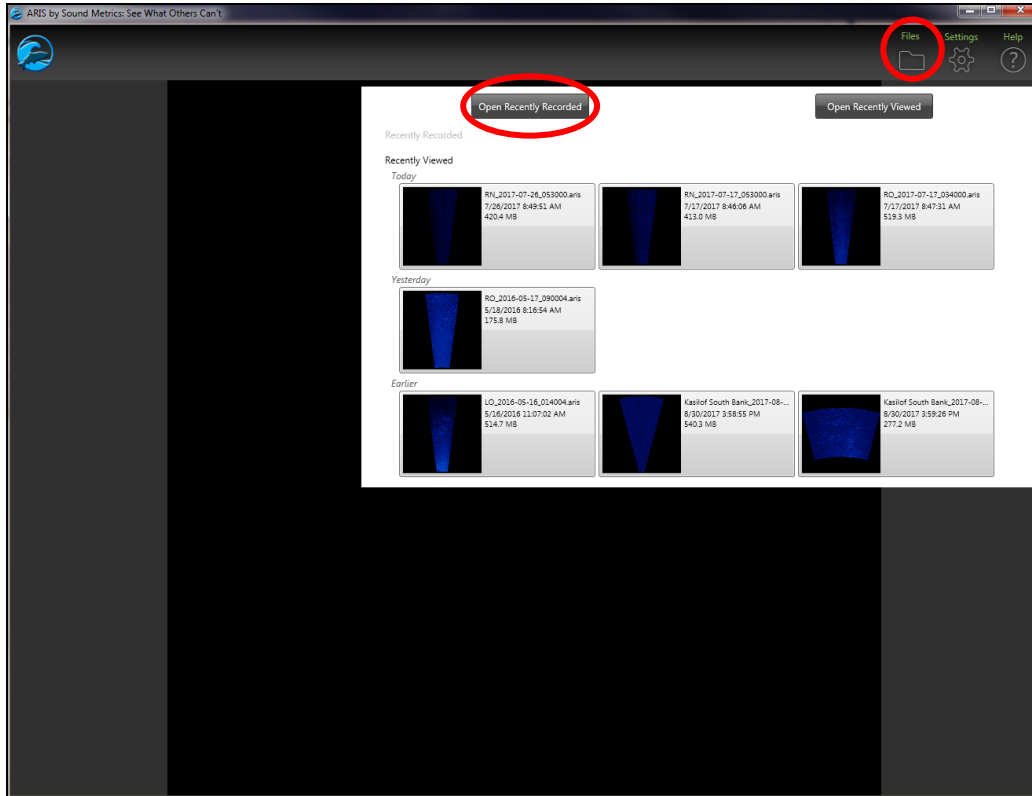 ARIS by Sound Metrics: See What Others Can't
Files Settings Help
Open Recently Recorded Open Recently Viewed
Recently Recorded
Recently Viewed
Today
RN_2017-07-26_053000.aris
7/26/2017 8:49:51 AM
420.4 MB
RN_2017-07-17_053000.aris
7/17/2017 8:46:06 AM
413.0 MB
RO_2017-07-17_034000.aris
7/17/2017 8:47:31 AM
519.3 MB
Yesterday
RO_2016-05-17_090004.aris
5/18/2016 8:16:54 AM
175.8 MB
Earlier
LO_2016-05-16_014004.aris
5/16/2016 11:07:02 AM
514.7 MB
Kasilof South Bank_2017-08-...
8/30/2017 3:58:55 PM
540.3 MB
Kasilof South Bank_2017-08-...
8/30/2017 3:59:26 PM
277.2 MB